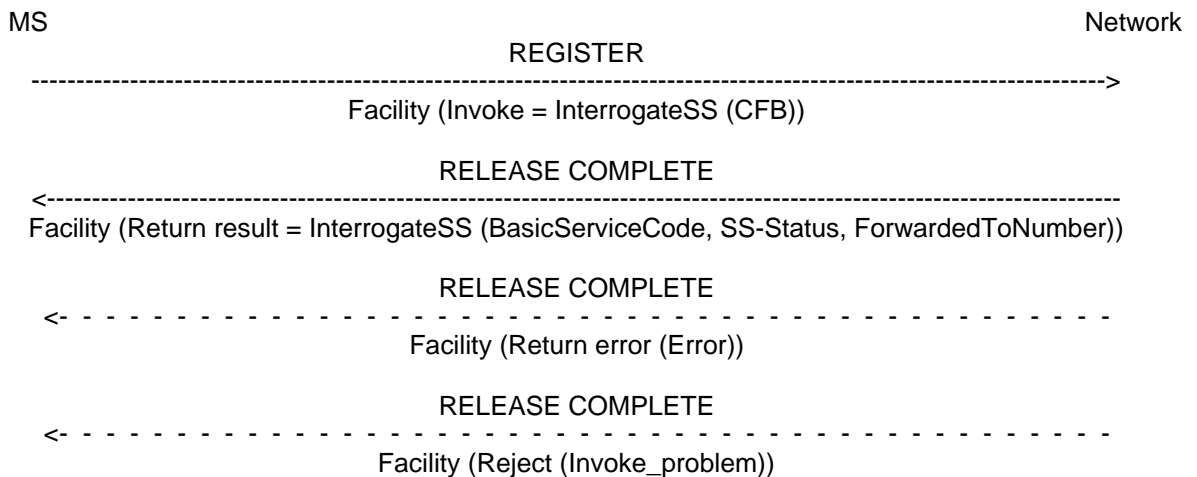 MS Network
REGISTER
------------------------------------------------------------------------------------------------------------------------>
Facility (Invoke = InterrogateSS (CFB))
RELEASE COMPLETE
<------------------------------------------------------------------------------------------------------------------------
Facility (Return result = InterrogateSS (BasicServiceCode, SS-Status, ForwardedToNumber))
RELEASE COMPLETE
<- - - - - - - - - - - - - - - - - - - - - - - - - - - - - - - - - - - - - - - - - - - - -
Facility (Return error (Error))
RELEASE COMPLETE
<- - - - - - - - - - - - - - - - - - - - - - - - - - - - - - - - - - - - - - - - - - - - -
Facility (Reject (Invoke_problem))